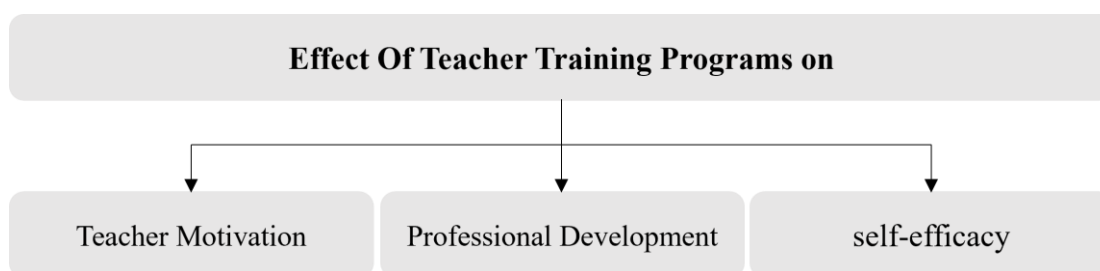 Effect Of Teacher Training Programs on
Teacher Motivation
Professional Development
self-efficacy